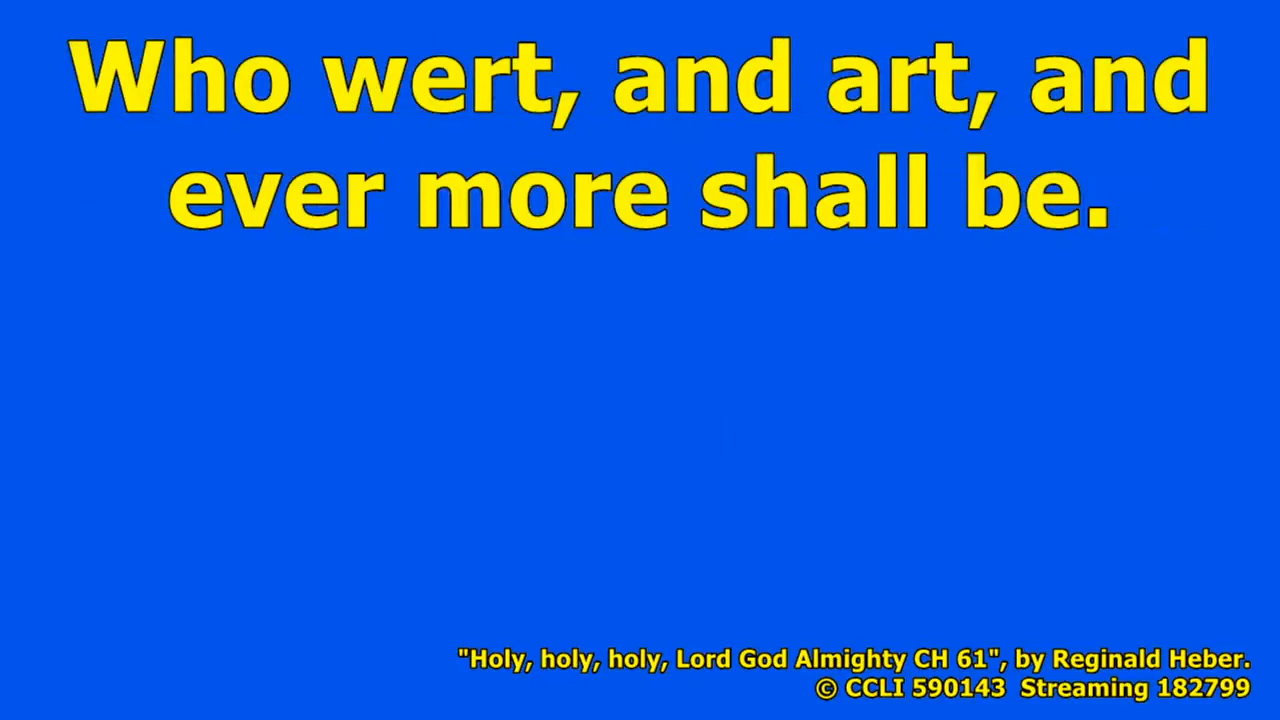 Who wert, and art, and
ever more shall be.
"Holy, holy, holy, Lord God Almighty CH 61", by Reginald Heber.
© CCLI 590143  Streaming 182799